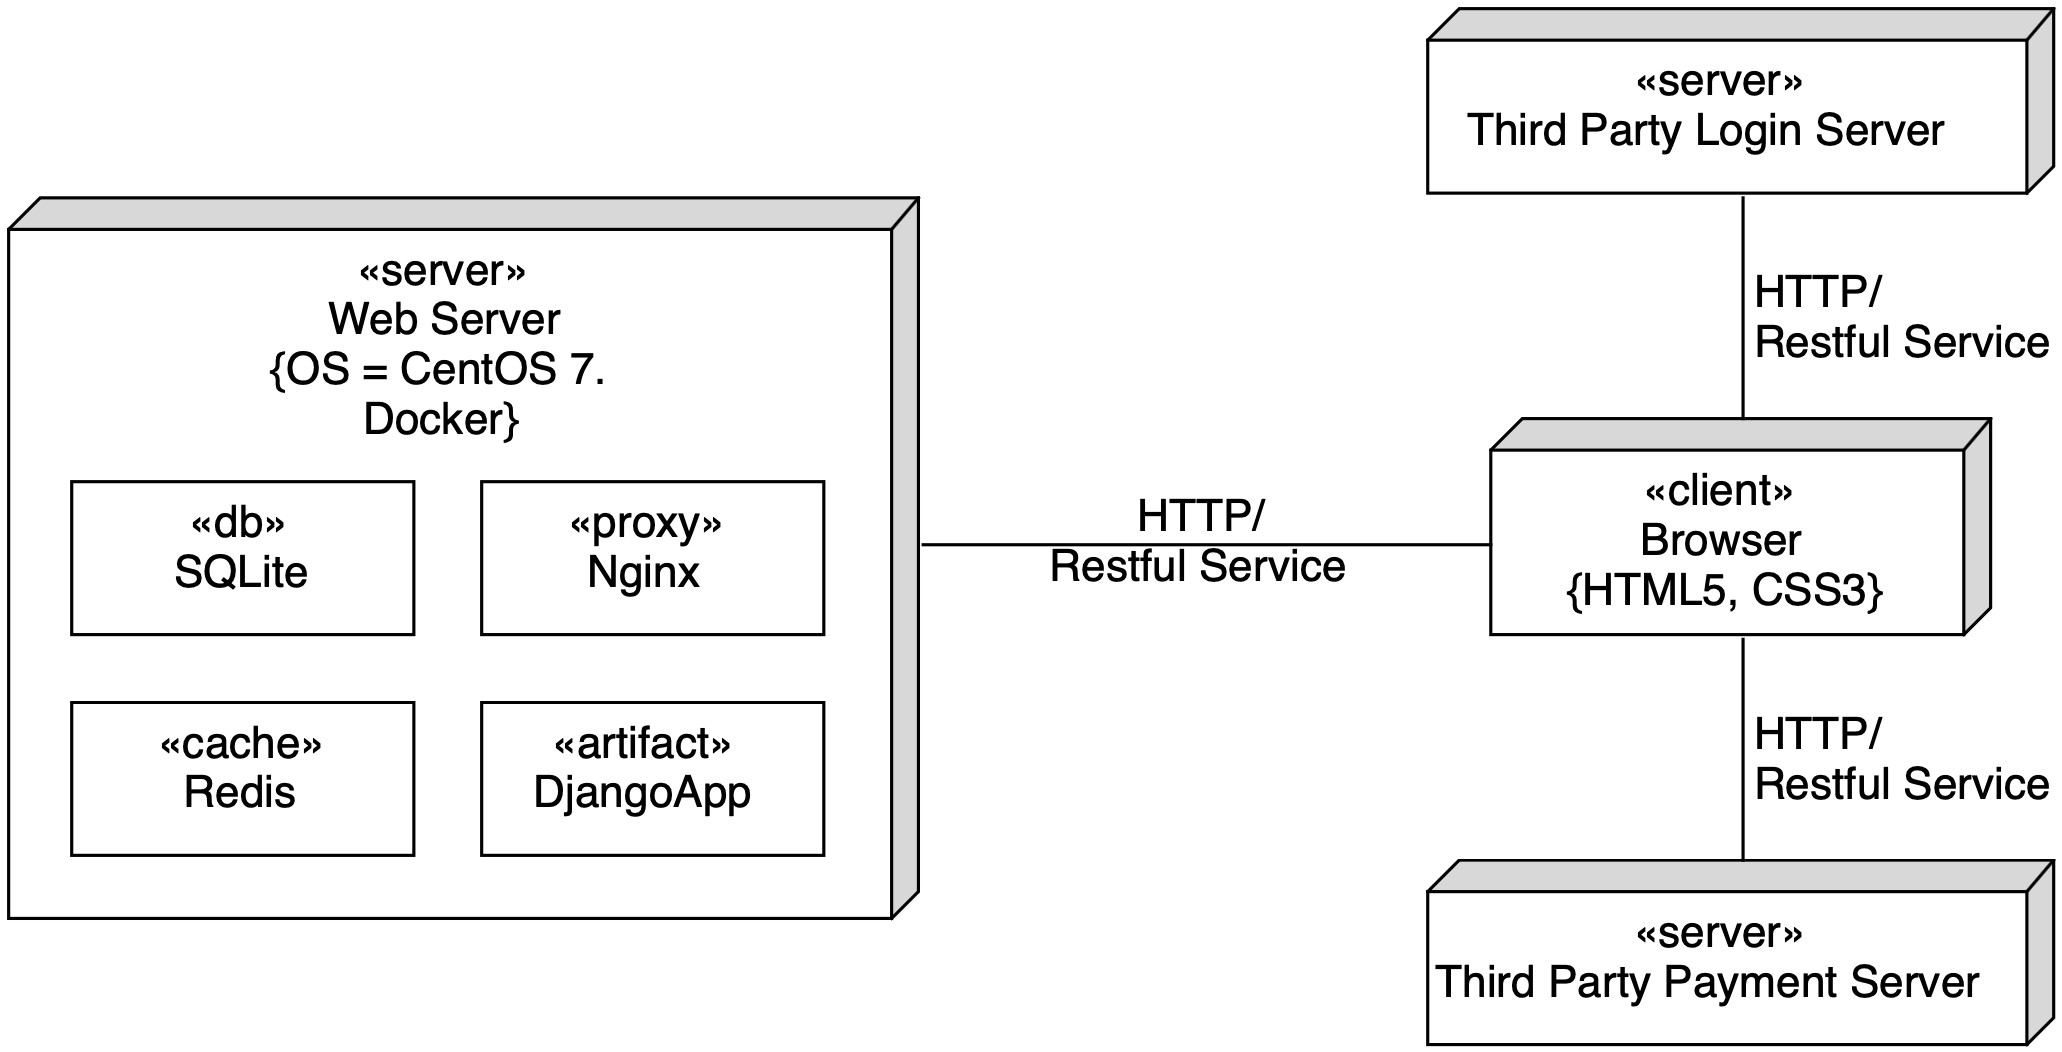 «server»
Third Party Login Server
«server»
Web Server
{OS = CentOS 7.
Docker}
«db»
SQLite
«proxy»
Nginx
«cache»
Redis
«artifact»
DjangoApp
HTTP/
Restful Service
HTTP/
Restful Service
«client»
Browser
{HTML5, CSS3}
HTTP/
Restful Service
«server»
Third Party Payment Server